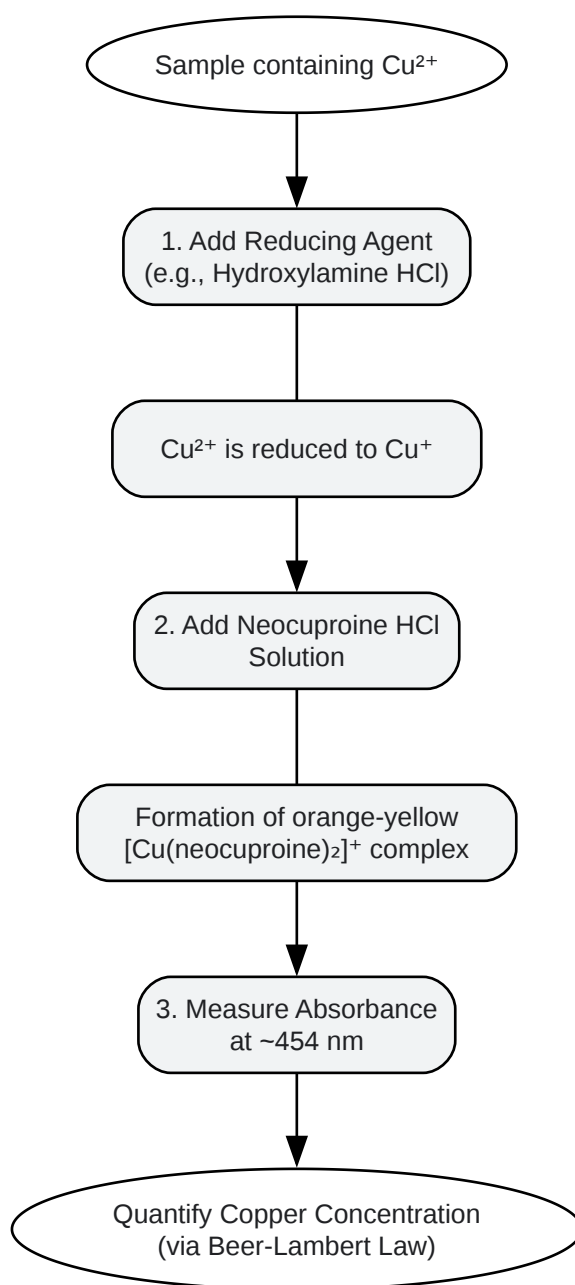 Sample containing Cu²⁺
1. Add Reducing Agent
(e.g., Hydroxylamine HCl)
Cu²⁺ is reduced to Cu⁺
2. Add Neocuproine HCl
Solution
Formation of orange-yellow
[Cu(neocuproine)₂]⁺ complex
3. Measure Absorbance
at ~454 nm
Quantify Copper Concentration
(via Beer-Lambert Law)